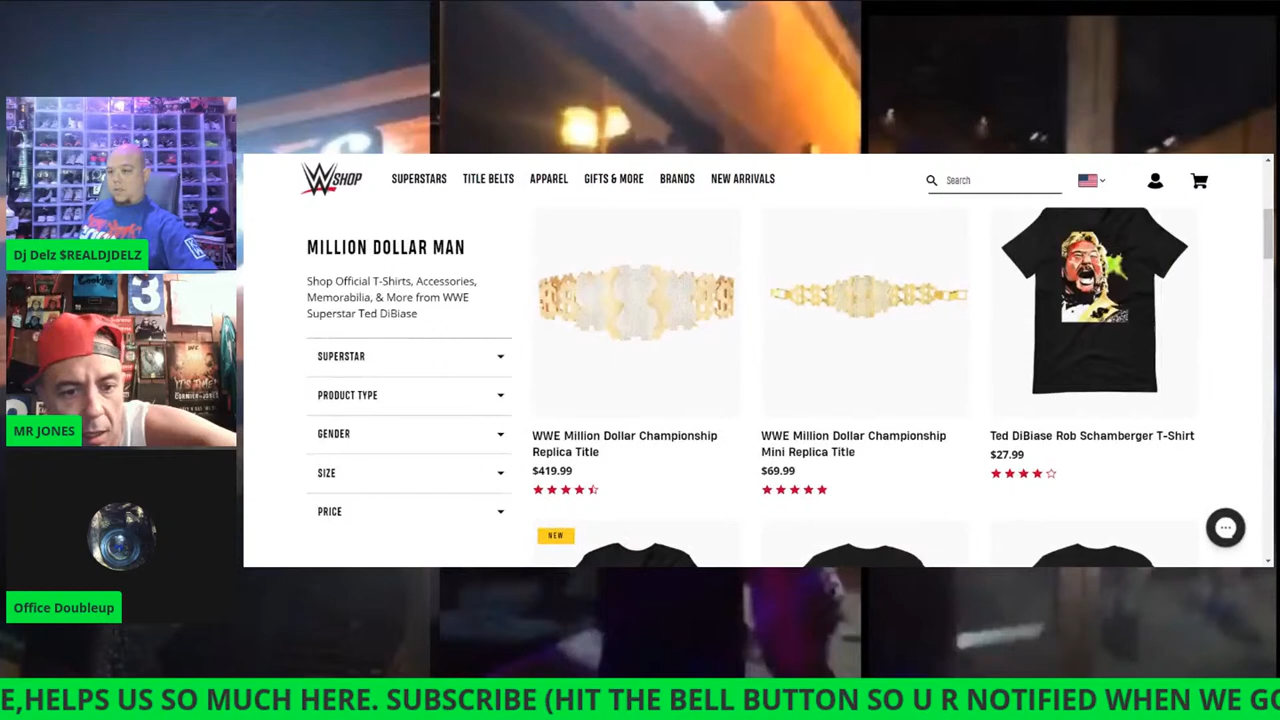 Dj Delz $REALDJDELZ
3
MR JONES
Office Doubleup
W SHOP
SUPERSTARS TITLE BELTS APPAREL GIFTS & MORE BRANDS NEW ARRIVALS
Search
MILLION DOLLAR MAN
Shop Official T-Shirts, Accessories,
Memorabilia, & More from WWE
Superstar Ted DiBiase
SUPERSTAR
PRODUCT TYPE
GENDER
SIZE
PRICE
WWE Million Dollar Championship
Replica Title
$419.99
WWE Million Dollar Championship
Mini Replica Title
$69.99
Ted DiBiase Rob Schamberger T-Shirt
$27.99
NEW
E,HELPS US SO MUCH HERE. SUBSCRIBE (HIT THE BELL BUTTON SO U R NOTIFIED WHEN WE GO